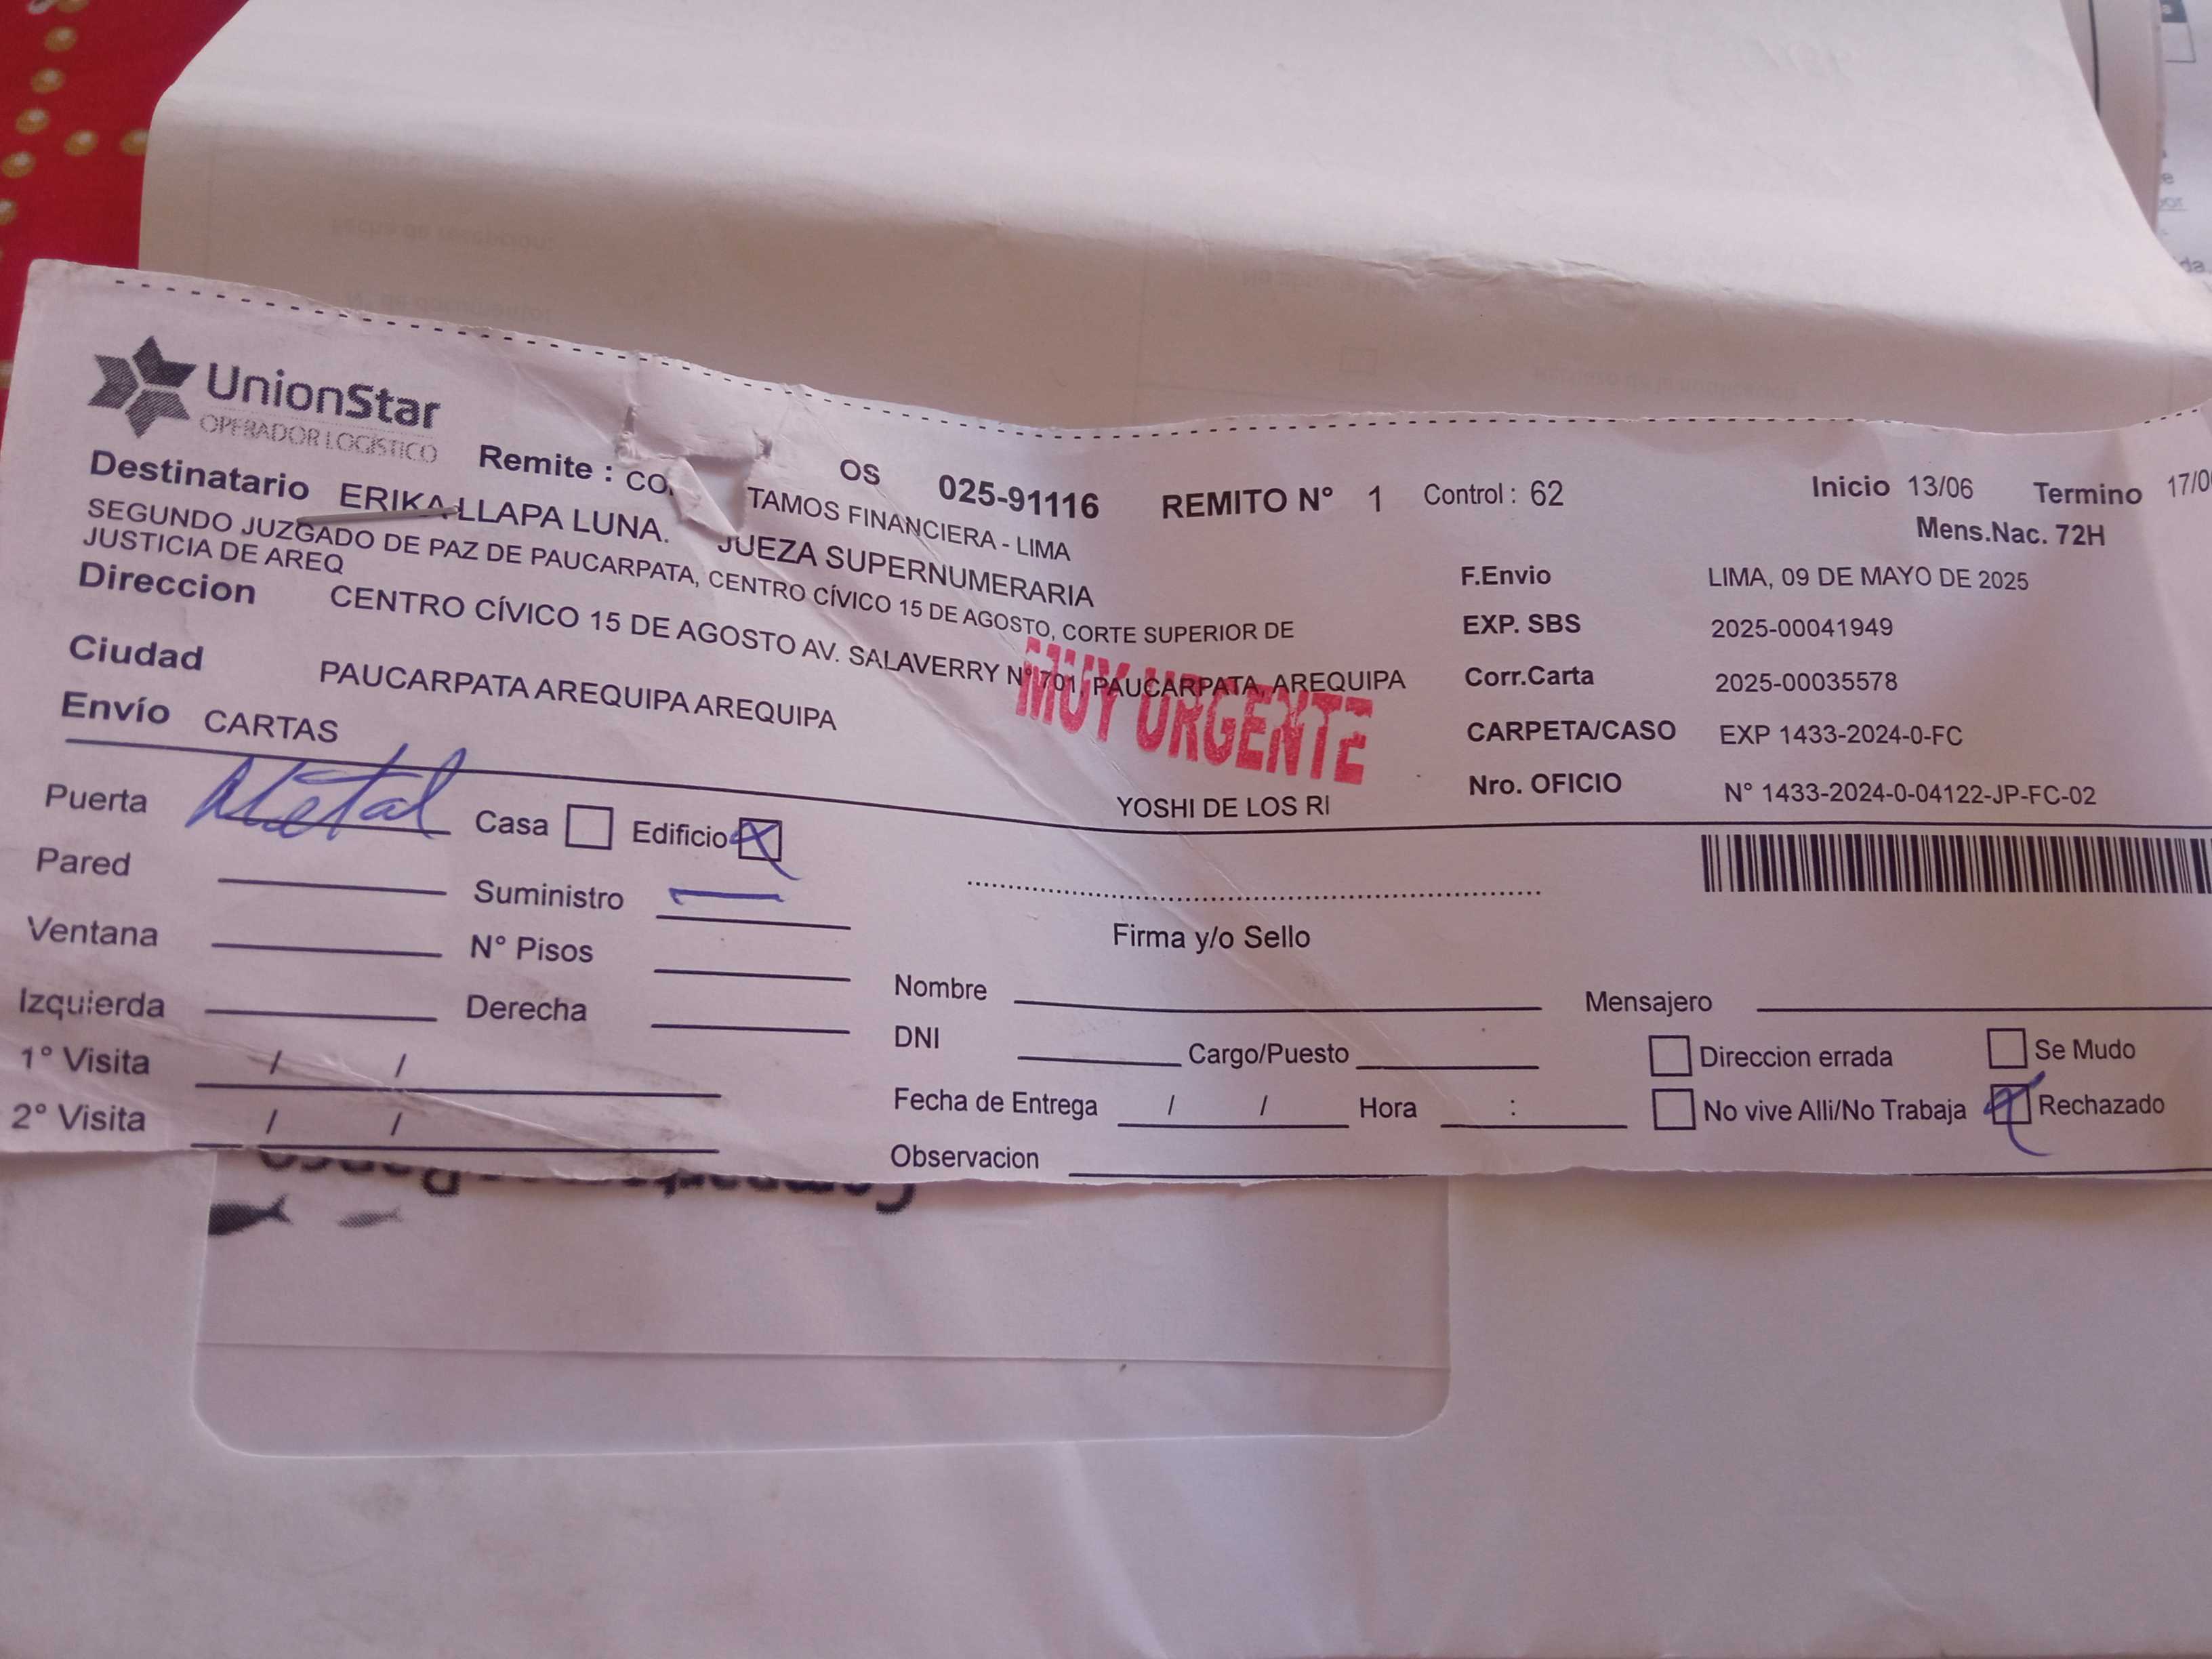 UnionStar
OPERADOR LOGÍSTICO
Remite : CO
TAMOS FINANCIERA - LIMA
OS 025-91116 REMITO N° 1 Control : 62
Inicio 13/06 Termino 17/0
Mens.Nac. 72H
Destinatario ERIKA LLAPA LUNA. JUEZA SUPERNUMERARIA
SEGUNDO JUZGADO DE PAZ DE PAUCARPATA, CENTRO CÍVICO 15 DE AGOSTO, CORTE SUPERIOR DE
JUSTICIA DE AREQ
Direccion CENTRO CÍVICO 15 DE AGOSTO AV. SALAVERRY N° 701, PAUCARPATA, AREQUIPA
Ciudad PAUCARPATA AREQUIPA AREQUIPA
Envío CARTAS
MUY URGENTE
F.Envio LIMA, 09 DE MAYO DE 2025
EXP. SBS 2025-00041949
Corr.Carta 2025-00035578
CARPETA/CASO EXP 1433-2024-0-FC
Nro. OFICIO N° 1433-2024-0-04122-JP-FC-02
YOSHI DE LOS RI
Puerta Metal Casa Edificio
Pared Suministro
Ventana N° Pisos
Izquierda Derecha
1° Visita / /
2° Visita / /
Firma y/o Sello
Nombre
DNI Cargo/Puesto
Fecha de Entrega / / Hora :
Observacion
Mensajero
Direccion errada Se Mudo
No vive Alli/No Trabaja Rechazado